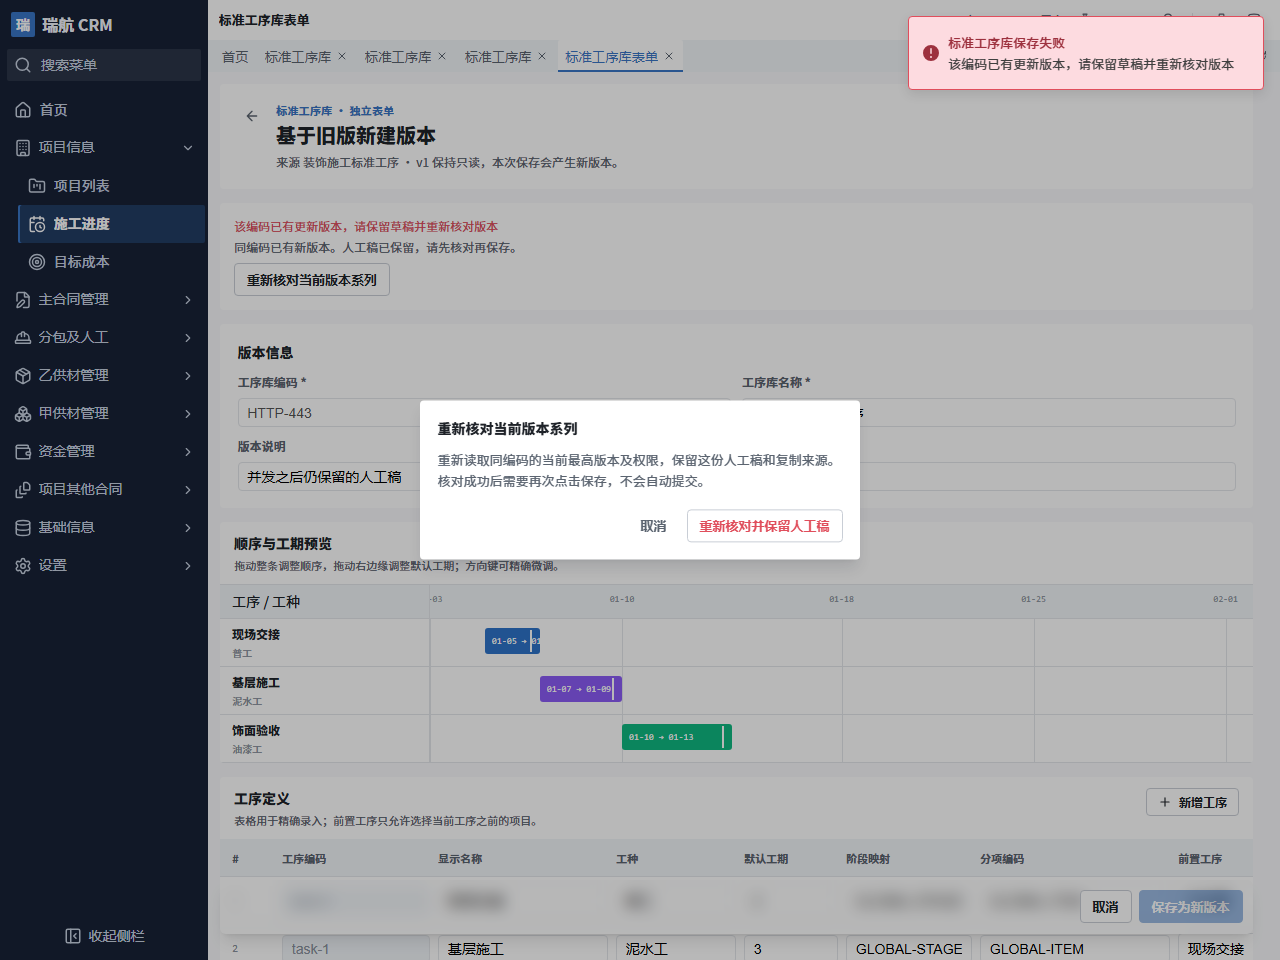 瑞 瑞航 CRM
搜索菜单
首页
项目信息
项目列表
施工进度
目标成本
主合同管理
分包及人工
乙供材管理
甲供材管理
资金管理
项目其他合同
基础信息
设置
收起侧栏
标准工序库表单
首页 标准工序库 × 标准工序库 × 标准工序库 × 标准工序库表单 ×
标准工序库保存失败
该编码已有更新版本，请保留草稿并重新核对版本
标准工序库 · 独立表单
基于旧版新建版本
来源 装饰施工标准工序 · v1 保持只读，本次保存会产生新版本。
该编码已有更新版本，请保留草稿并重新核对版本
同编码已有新版本。人工稿已保留，请先核对再保存。
重新核对当前版本系列
版本信息
工序库编码 * 工序库名称 *
HTTP-443
版本说明
并发之后仍保留的人工稿
重新核对当前版本系列
重新读取同编码的当前最高版本及权限，保留这份人工稿和复制来源。
核对成功后需要再次点击保存，不会自动提交。
取消 重新核对并保留人工稿
顺序与工期预览
拖动整条调整顺序，拖动右边缘调整默认工期；方向键可精确微调。
工序 / 工种 -03 01-10 01-18 01-25 02-01
现场交接
普工
01-05 → 01
基层施工
泥水工
01-07 → 01-09
饰面验收
油漆工
01-10 → 01-13
工序定义
表格用于精确录入；前置工序只允许选择当前工序之前的项目。
+ 新增工序
# 工序编码 显示名称 工种 默认工期 阶段映射 分项编码 前置工序
取消 保存为新版本
2 task-1 基层施工 泥水工 3 GLOBAL-STAGE GLOBAL-ITEM 现场交接